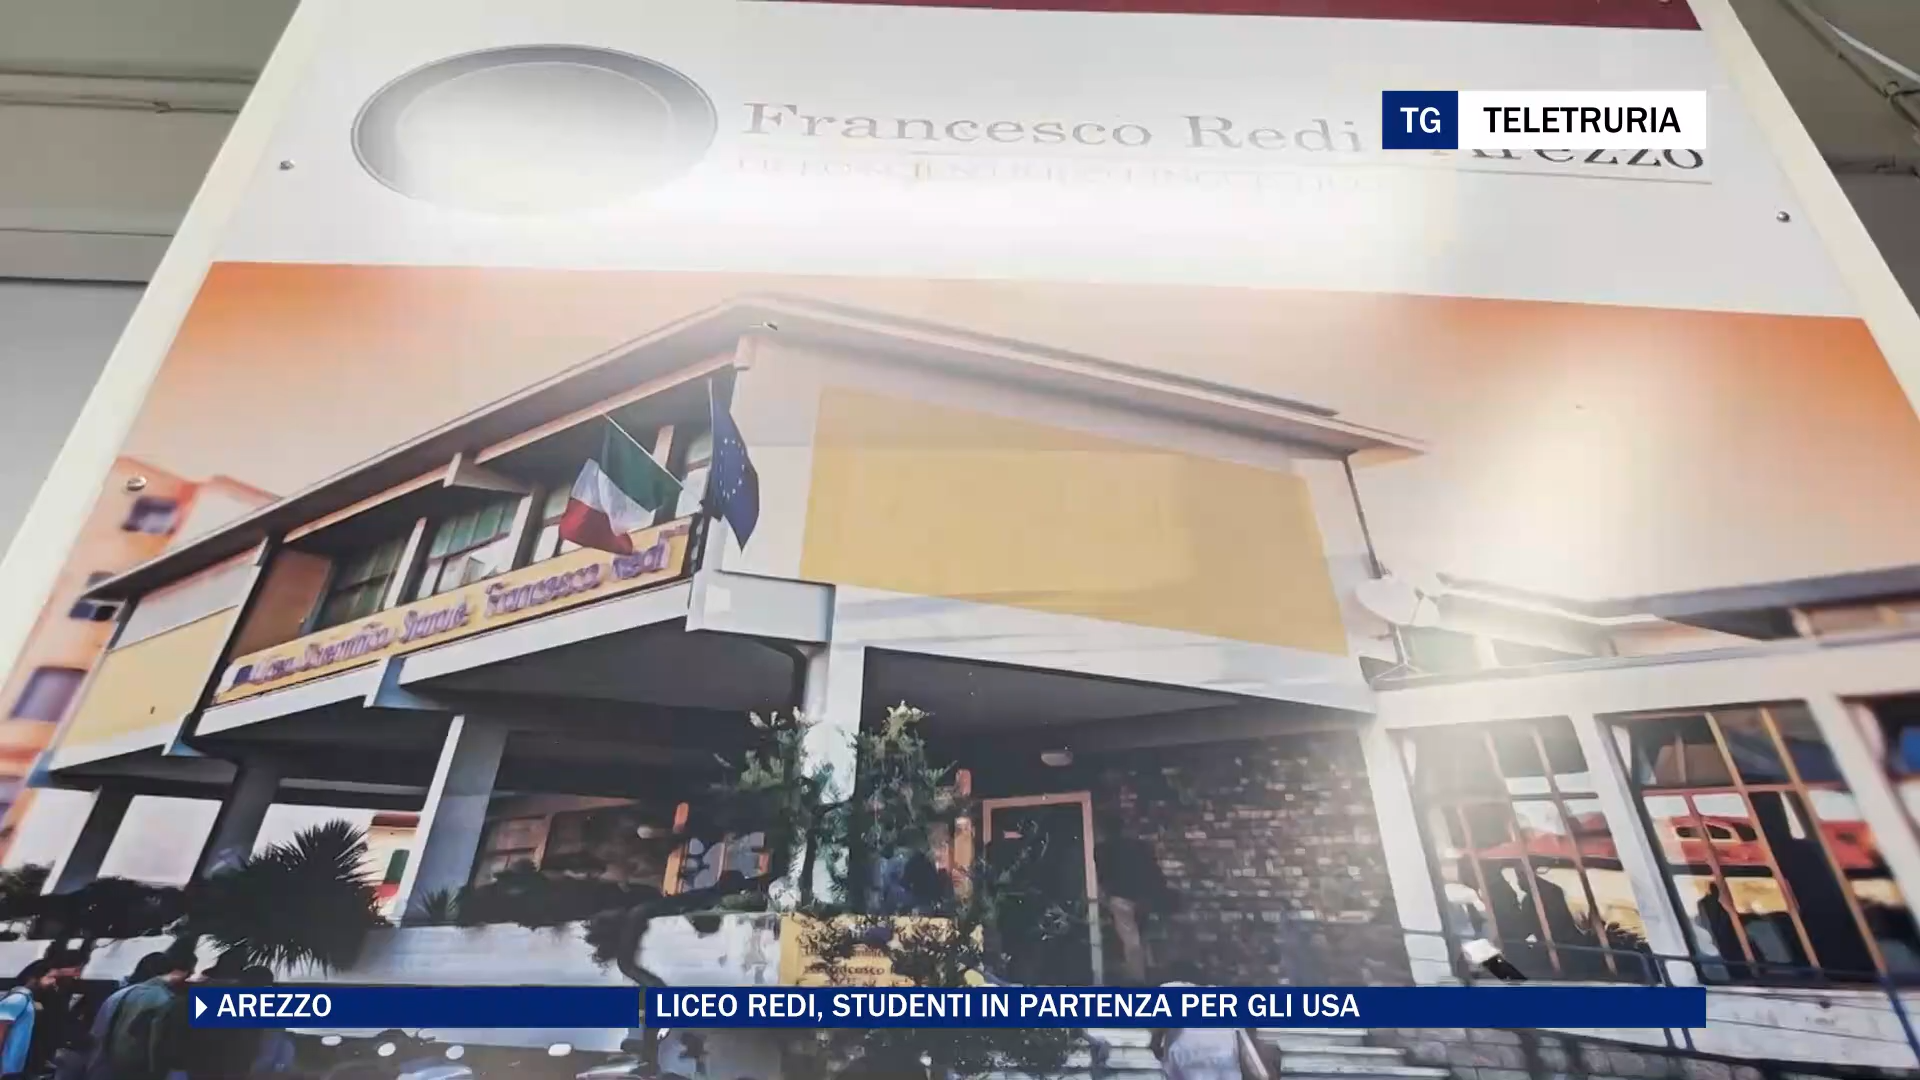 Francesco Redi
Arezzo
TG TELETRURIA
Liceo Scientifico Statale Francesco Redi
AREZZO
LICEO REDI, STUDENTI IN PARTENZA PER GLI USA